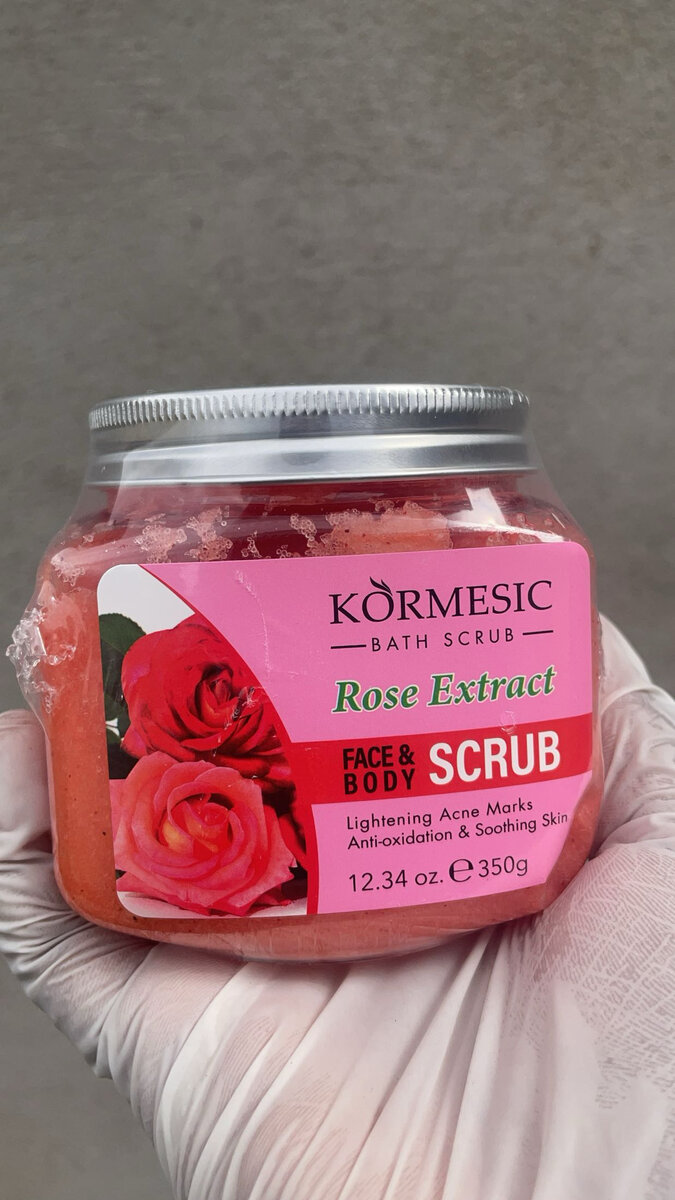 KORMESIC
BATH SCRUB
Rose Extract
FACE &
BODY
SCRUB
Lightening Acne Marks
Anti-oxidation & Soothing Skin
12.34 oz. ℮ 350g